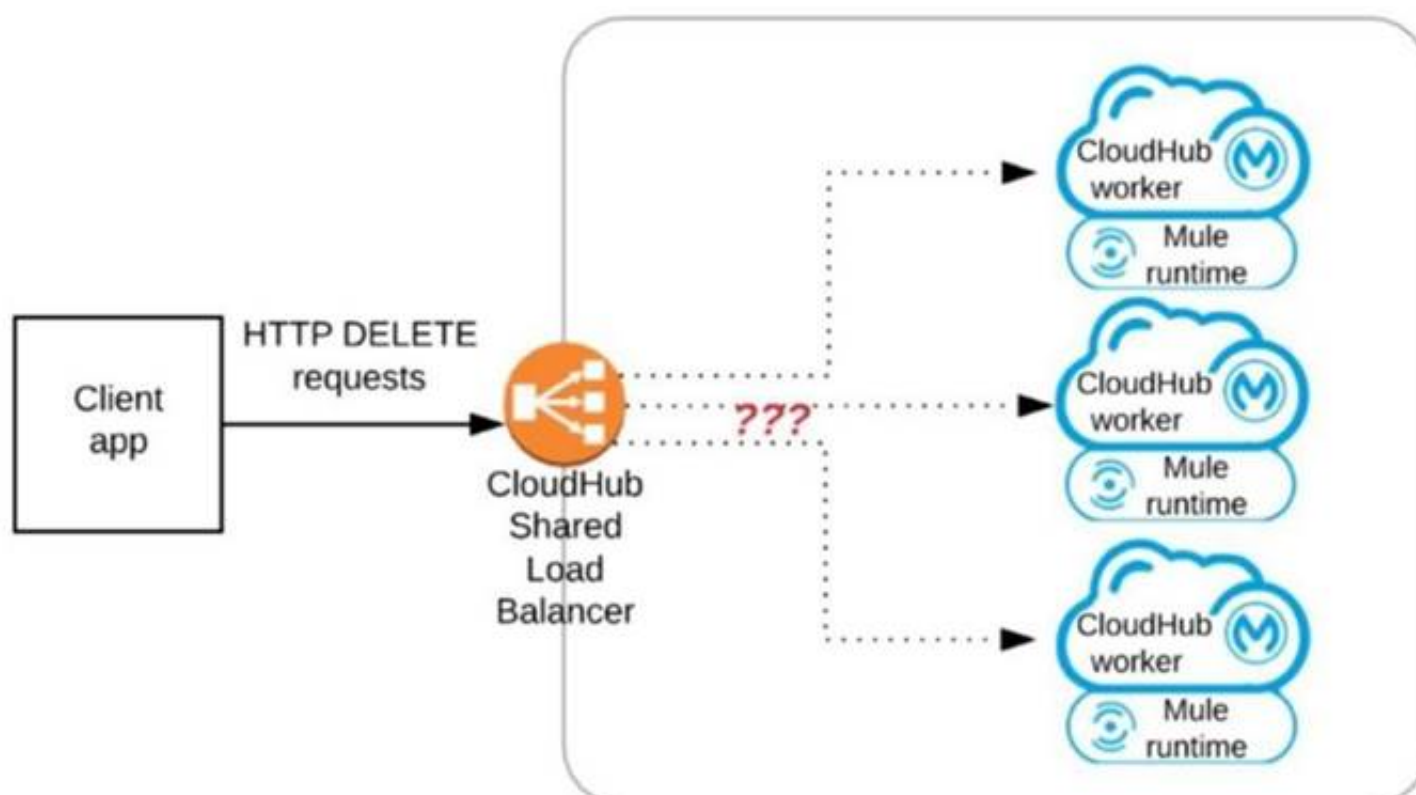 Client
app
HTTP DELETE
requests
CloudHub
Shared
Load
Balancer
???
CloudHub
worker
Mule
runtime
CloudHub
worker
Mule
runtime
CloudHub
worker
Mule
runtime